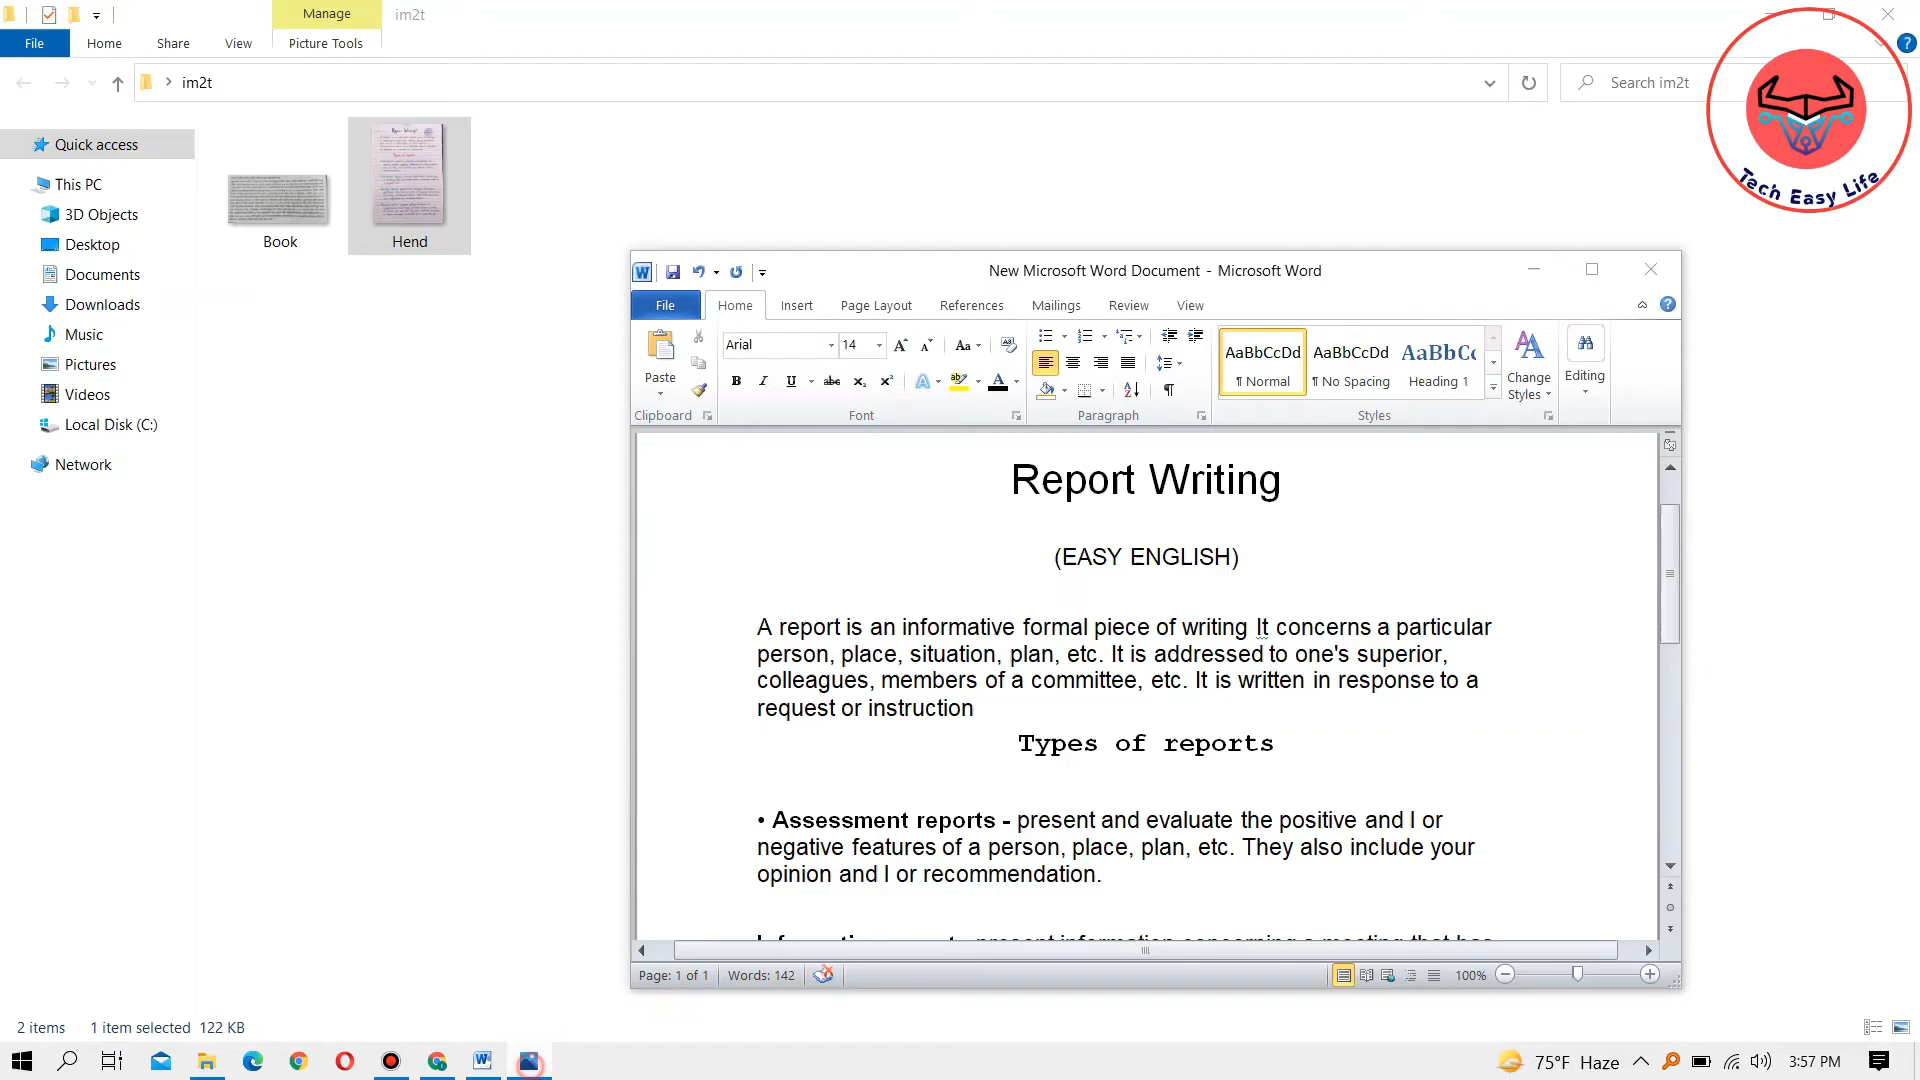 Manage
im2t
File
Home
Share
View
Picture Tools
im2t
Search im2t
Quick access
This PC
3D Objects
Desktop
Documents
Downloads
Music
Pictures
Videos
Local Disk (C:)
Network
Book
Hend
Tech Easy Life
New Microsoft Word Document - Microsoft Word
File
Home
Insert
Page Layout
References
Mailings
Review
View
Paste
Clipboard
Arial
14
Font
Paragraph
AaBbCcDd
¶ Normal
AaBbCcDd
¶ No Spacing
AaBbCc
Heading 1
Change
Styles
Styles
Editing
Report Writing
(EASY ENGLISH)
A report is an informative formal piece of writing It concerns a particular
person, place, situation, plan, etc. It is addressed to one's superior,
colleagues, members of a committee, etc. It is written in response to a
request or instruction
Types of reports
• Assessment reports - present and evaluate the positive and I or
negative features of a person, place, plan, etc. They also include your
opinion and I or recommendation.
Page: 1 of 1
Words: 142
100%
2 items
1 item selected 122 KB
75°F Haze
3:57 PM